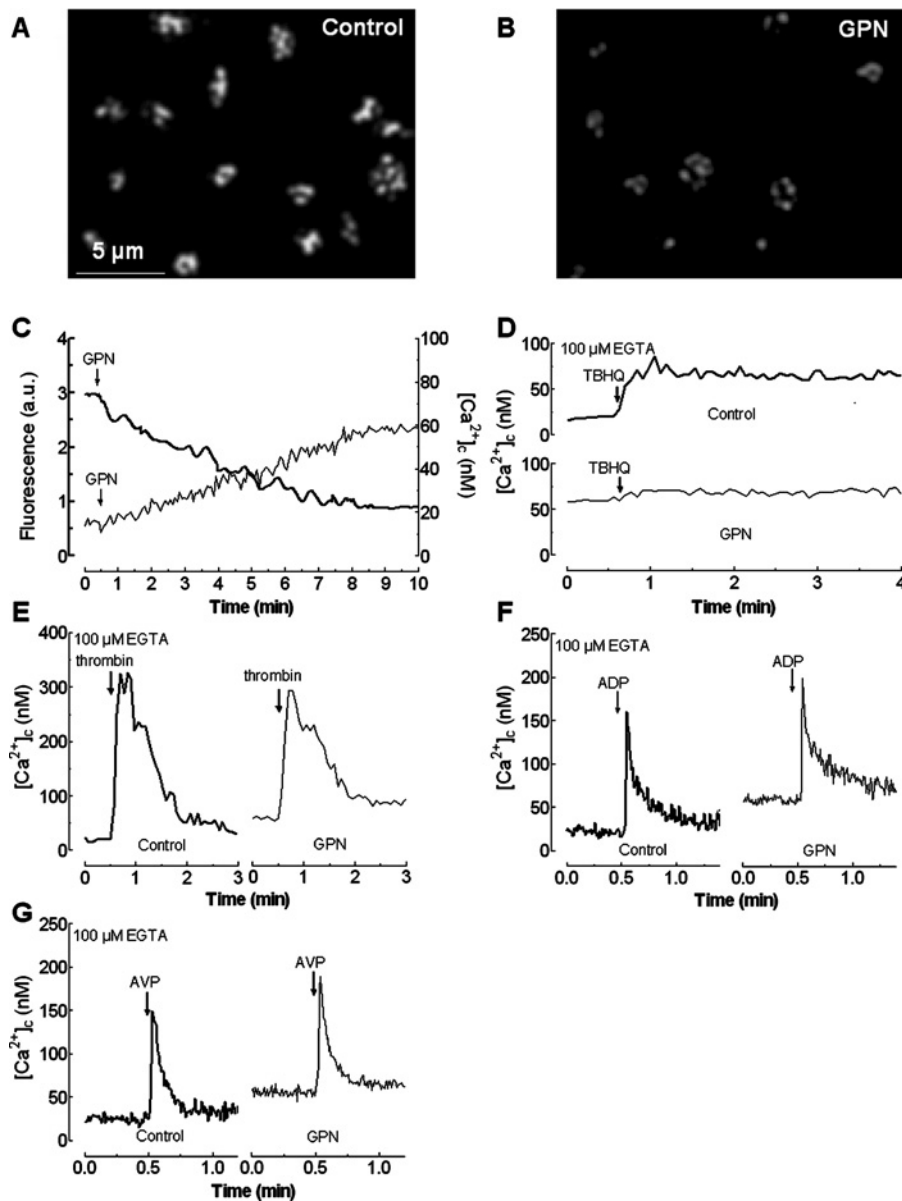 A
Control
5 µm
B
GPN
C
Fluorescence (a.u.)
4
3
2
1
0
GPN
GPN
100
80
60
40
20
0
[Ca²⁺]c (nM)
0 1 2 3 4 5 6 7 8 9 10
Time (min)
D
[Ca²⁺]c (nM)
100
50
0
100 µM EGTA
TBHQ
Control
100
50
0
TBHQ
GPN
0 1 2 3 4
Time (min)
E
[Ca²⁺]c (nM)
400
300
200
100
0
100 µM EGTA
thrombin
Control
thrombin
GPN
0 1 2 3
0 1 2 3
Time (min)
F
[Ca²⁺]c (nM)
250
200
150
100
50
0
100 µM EGTA
ADP
Control
ADP
GPN
0.0 0.5 1.0
0.0 0.5 1.0
Time (min)
G
[Ca²⁺]c (nM)
250
200
150
100
50
0
100 µM EGTA
AVP
Control
AVP
GPN
0.0 0.5 1.0
0.0 0.5 1.0
Time (min)